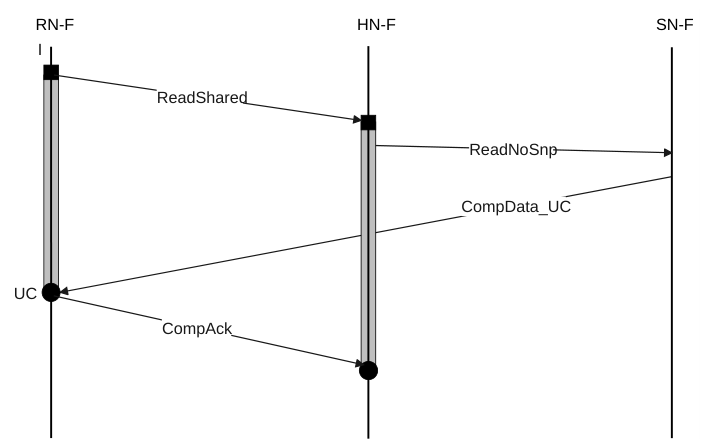 RN-F
HN-F
SN-F
I
ReadShared
ReadNoSnp
CompData_UC
UC
CompAck